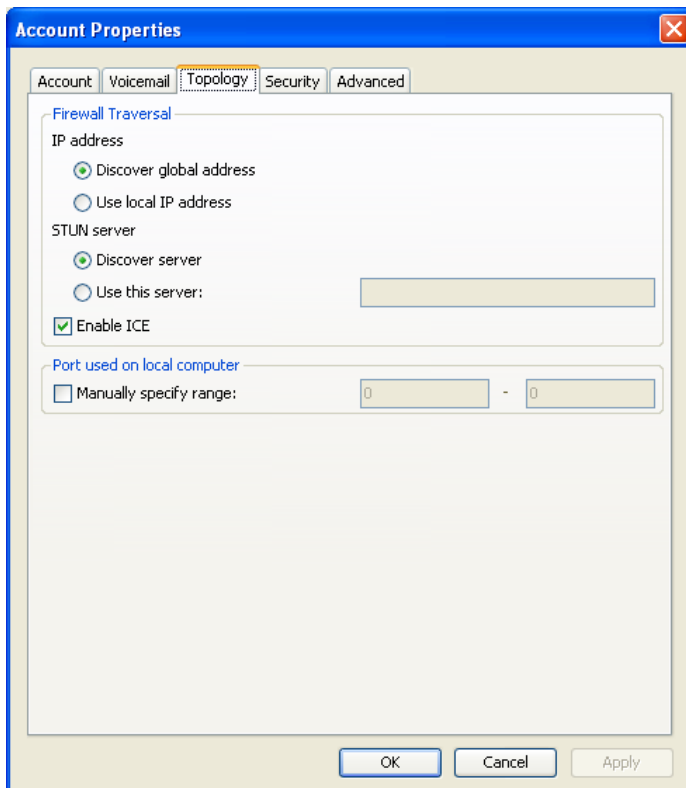 Account Properties
Account Voicemail Topology Security Advanced
Firewall Traversal
IP address
Discover global address
Use local IP address
STUN server
Discover server
Use this server:
Enable ICE
Port used on local computer
Manually specify range: 0 - 0
OK Cancel Apply